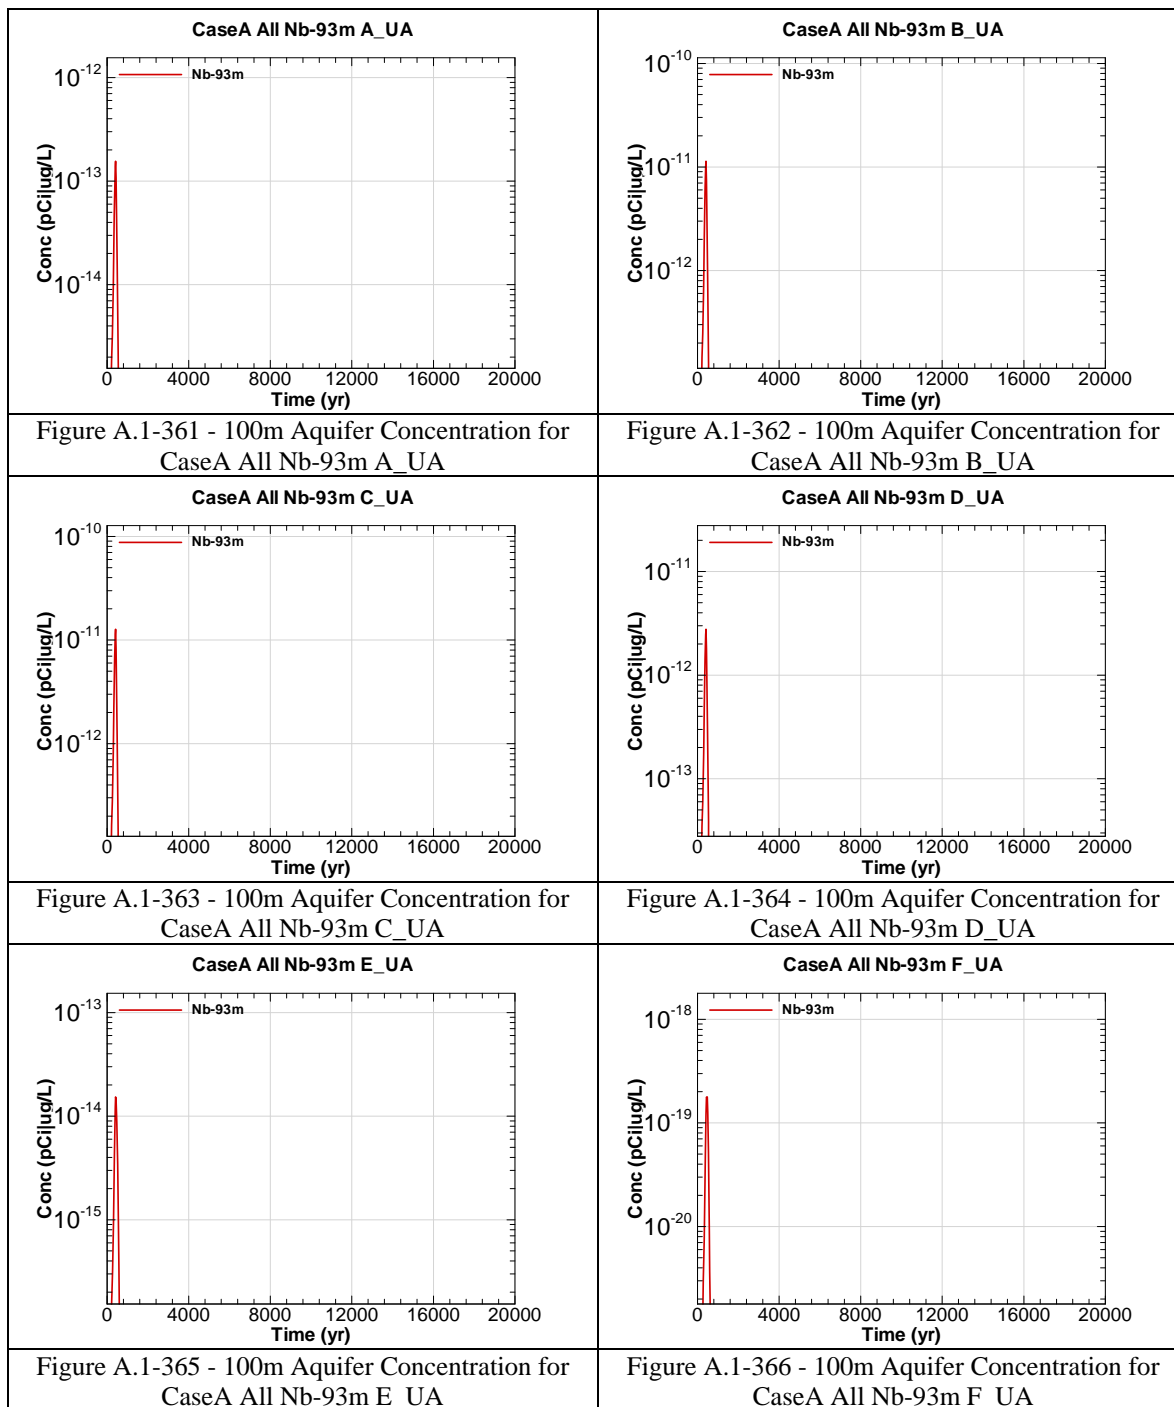 CaseA All Nb-93m A_UA
Nb-93m
10-12
10-13
10-14
Conc (pCi|ug/L)
0 4000 8000 12000 16000 20000
Time (yr)
Figure A.1-361 - 100m Aquifer Concentration for
CaseA All Nb-93m A_UA
CaseA All Nb-93m B_UA
Nb-93m
10-10
10-11
10-12
Conc (pCi|ug/L)
0 4000 8000 12000 16000 20000
Time (yr)
Figure A.1-362 - 100m Aquifer Concentration for
CaseA All Nb-93m B_UA
CaseA All Nb-93m C_UA
Nb-93m
10-10
10-11
10-12
Conc (pCi|ug/L)
0 4000 8000 12000 16000 20000
Time (yr)
Figure A.1-363 - 100m Aquifer Concentration for
CaseA All Nb-93m C_UA
CaseA All Nb-93m D_UA
Nb-93m
10-11
10-12
10-13
Conc (pCi|ug/L)
0 4000 8000 12000 16000 20000
Time (yr)
Figure A.1-364 - 100m Aquifer Concentration for
CaseA All Nb-93m D_UA
CaseA All Nb-93m E_UA
Nb-93m
10-13
10-14
10-15
Conc (pCi|ug/L)
0 4000 8000 12000 16000 20000
Time (yr)
Figure A.1-365 - 100m Aquifer Concentration for
CaseA All Nb-93m E_UA
CaseA All Nb-93m F_UA
Nb-93m
10-18
10-19
10-20
Conc (pCi|ug/L)
0 4000 8000 12000 16000 20000
Time (yr)
Figure A.1-366 - 100m Aquifer Concentration for
CaseA All Nb-93m F_UA